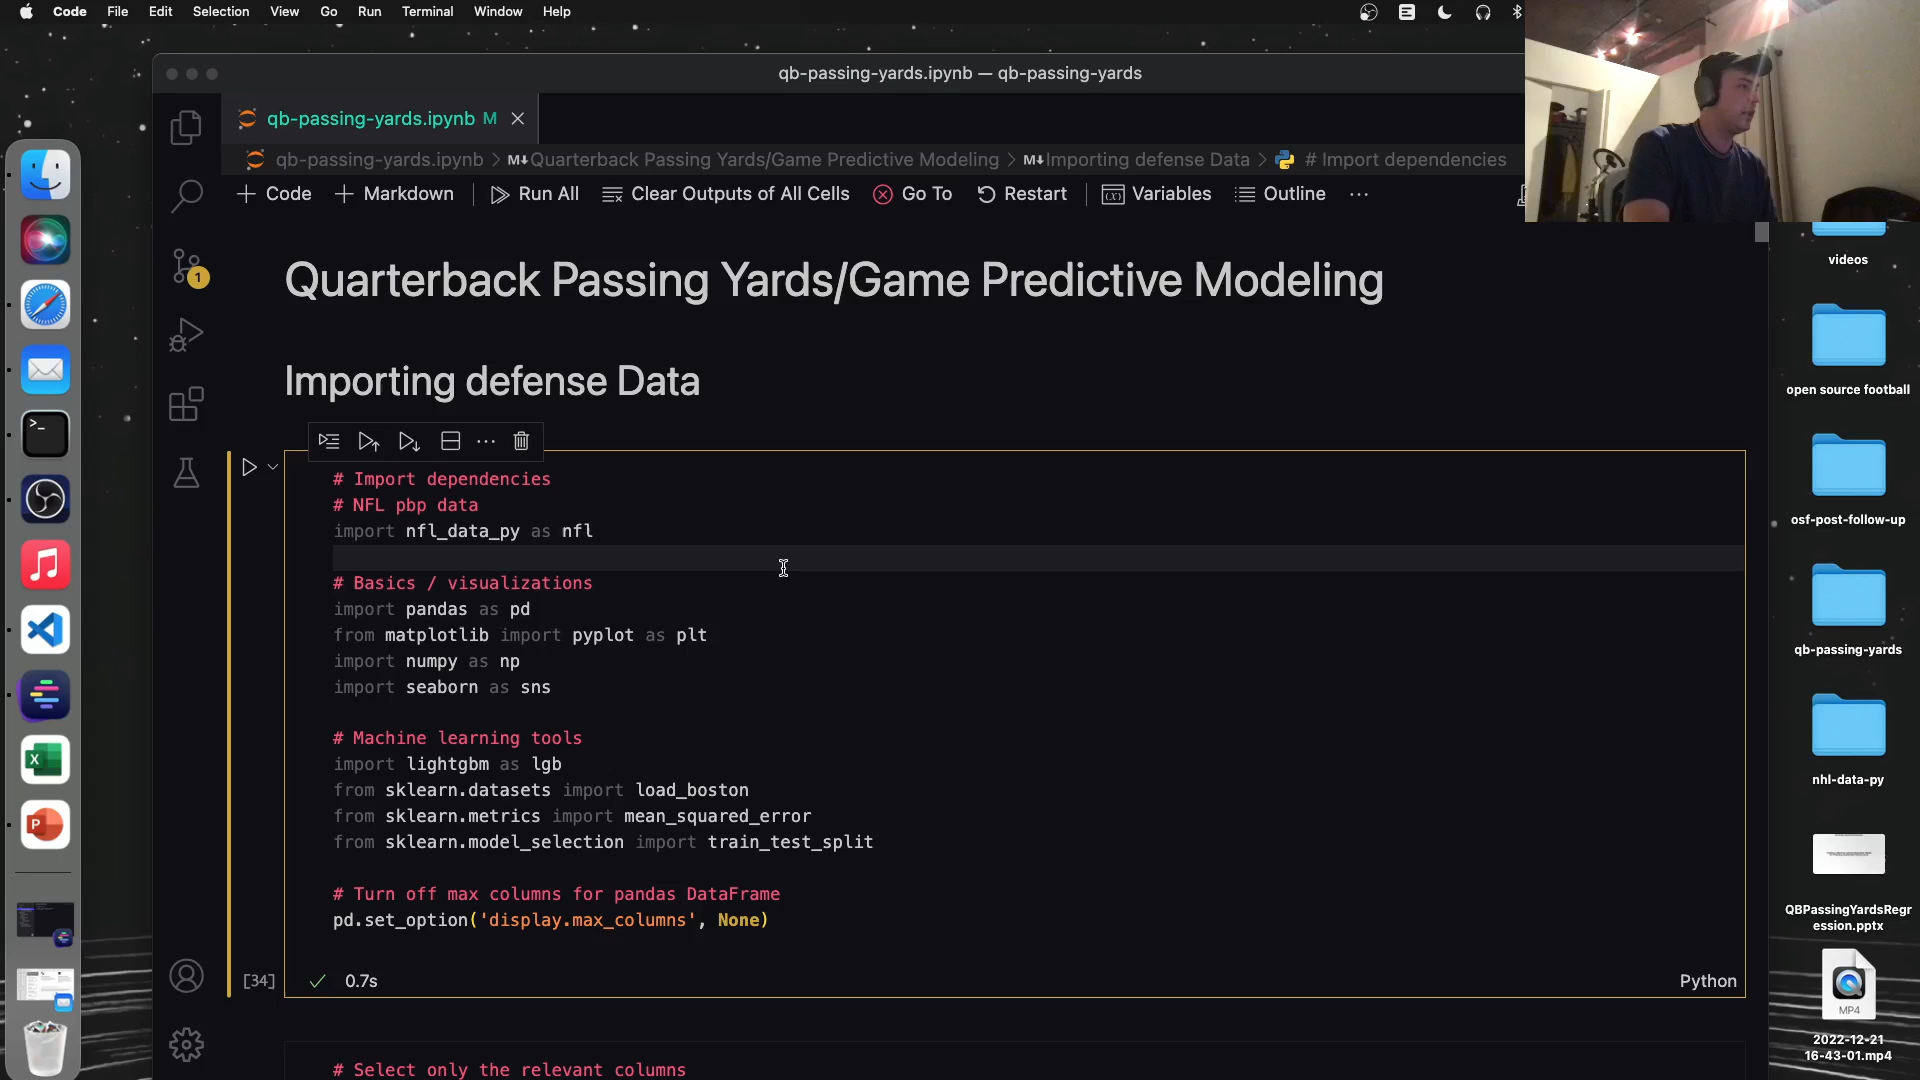 Code File Edit Selection View Go Run Terminal Window Help
qb-passing-yards.ipynb — qb-passing-yards
qb-passing-yards.ipynb M
qb-passing-yards.ipynb > M↓Quarterback Passing Yards/Game Predictive Modeling > M↓Importing defense Data > # Import dependencies
+ Code + Markdown Run All Clear Outputs of All Cells Go To Restart Variables Outline ...
1
Quarterback Passing Yards/Game Predictive Modeling
Importing defense Data
# Import dependencies
# NFL pbp data
import nfl_data_py as nfl
# Basics / visualizations
import pandas as pd
from matplotlib import pyplot as plt
import numpy as np
import seaborn as sns
# Machine learning tools
import lightgbm as lgb
from sklearn.datasets import load_boston
from sklearn.metrics import mean_squared_error
from sklearn.model_selection import train_test_split
# Turn off max columns for pandas DataFrame
pd.set_option('display.max_columns', None)
[34] 0.7s Python
# Select only the relevant columns
videos
open source football
osf-post-follow-up
qb-passing-yards
nhl-data-py
QBPassingYardsRegr
ession.pptx
MP4
2022-12-21
16-43-01.mp4